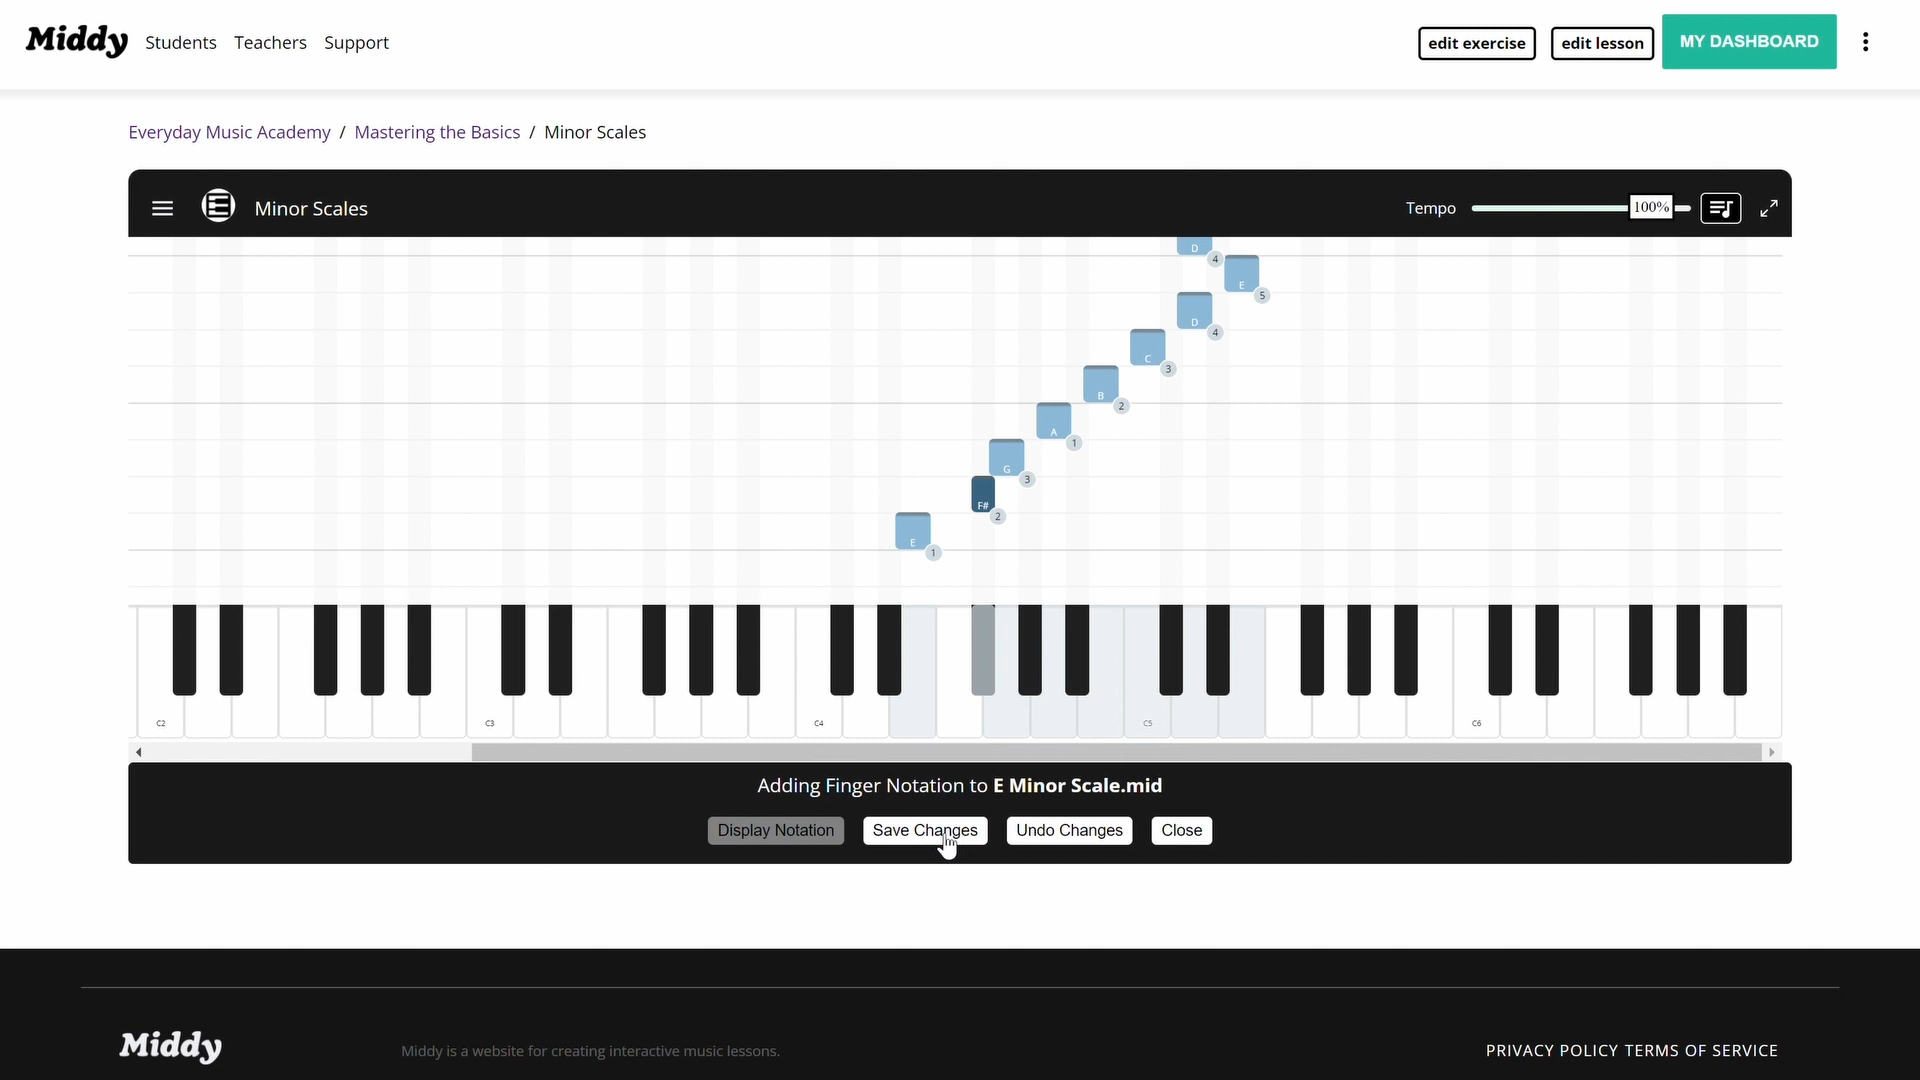 Middy Students Teachers Support edit exercise edit lesson MY DASHBOARD
Everyday Music Academy / Mastering the Basics / Minor Scales
Minor Scales Tempo 100%
D
4
E
5
D
4
C
3
B
2
A
1
G
3
F#
2
E
1
C2 C3 C4 C5 C6
Adding Finger Notation to E Minor Scale.mid
Display Notation Save Changes Undo Changes Close
Middy Middy is a website for creating interactive music lessons. PRIVACY POLICY TERMS OF SERVICE